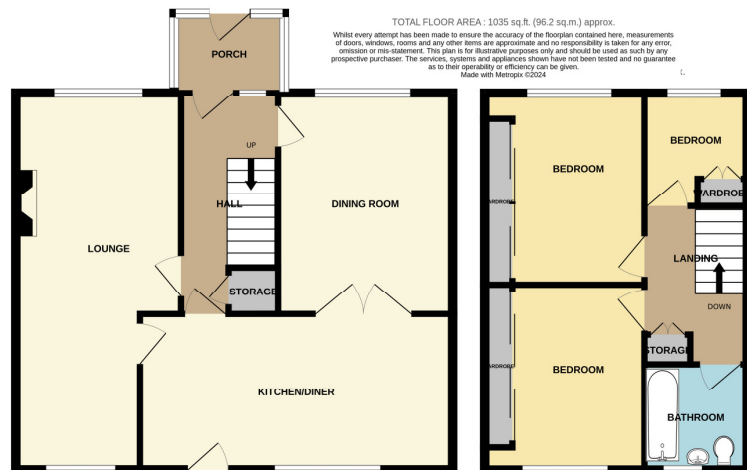 TOTAL FLOOR AREA : 1035 sq.ft. (96.2 sq.m.) approx.
Whilst every attempt has been made to ensure the accuracy of the floorplan contained here, measurements
of doors, windows, rooms and any other items are approximate and no responsibility is taken for any error,
omission or mis-statement. This plan is for illustrative purposes only and should be used as such by any
prospective purchaser. The services, systems and appliances shown have not been tested and no guarantee
as to their operability or efficiency can be given.
Made with Metropix ©2024
PORCH
UP
HALL
DINING ROOM
LOUNGE
STORAGE
KITCHEN/DINER
BEDROOM
BEDROOM
WARDROBE
WARDROBE
LANDING
DOWN
STORAGE
WARDROBE
BEDROOM
BATHROOM